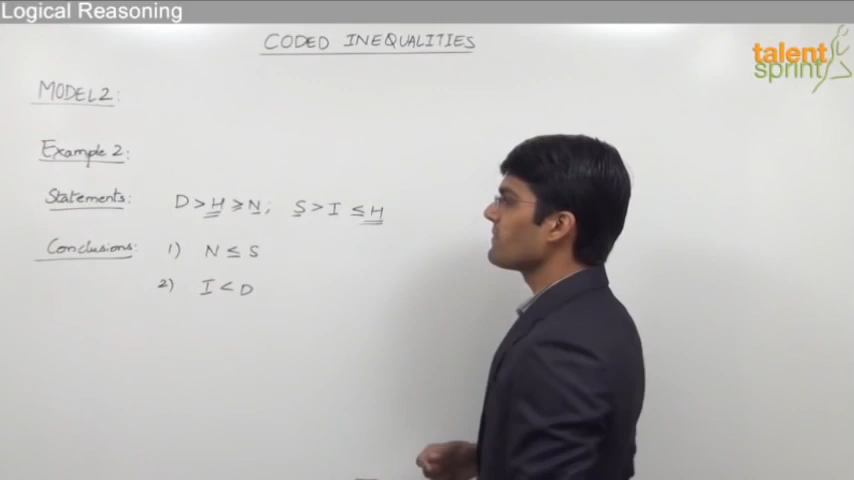 Logical Reasoning
CODED INEQUALITIES
talent
sprint
MODEL 2:
Example 2:
Statements: D > H ≥ N; S > I ≤ H
Conclusions: 1) N ≤ S
2) I < D